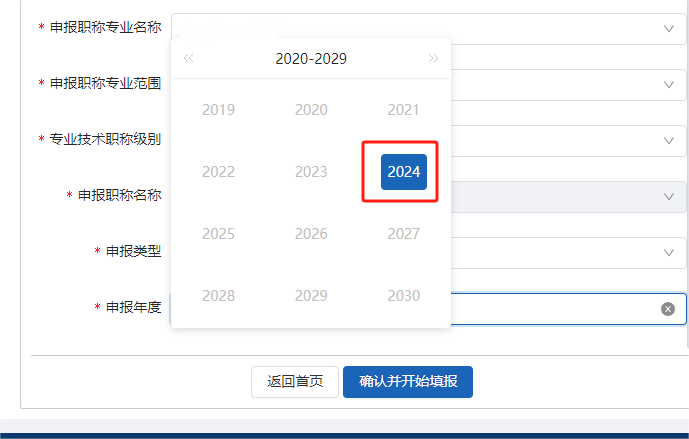 * 申报职称专业名称
2020-2029
* 申报职称专业范围
2019 2020 2021
* 专业技术职称级别
2022 2023 2024
* 申报职称名称
2025 2026 2027
* 申报类型
2028 2029 2030
* 申报年度
返回首页 确认并开始填报